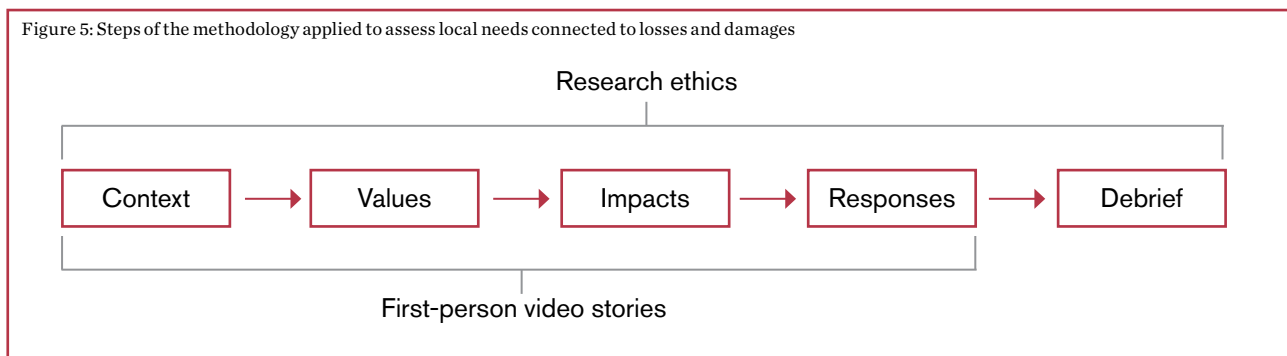 Figure 5: Steps of the methodology applied to assess local needs connected to losses and damages
Research ethics
Context
Values
Impacts
Responses
Debrief
First-person video stories